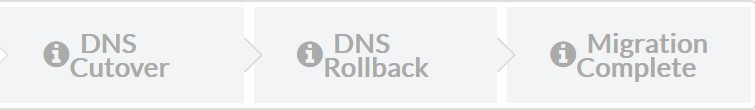 DNS
Cutover
DNS
Rollback
Migration
Complete